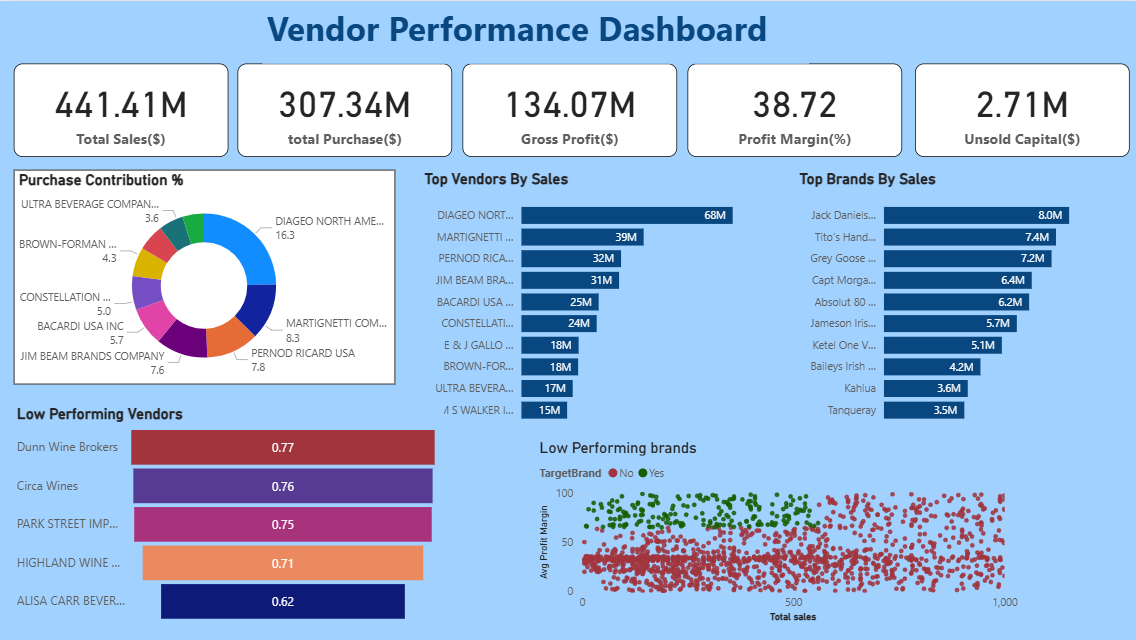 Vendor Performance Dashboard
441.41M
Total Sales($)
307.34M
total Purchase($)
134.07M
Gross Profit($)
38.72
Profit Margin(%)
2.71M
Unsold Capital($)
Purchase Contribution %
ULTRA BEVERAGE COMPAN...
3.6
BROWN-FORMAN ...
4.3
CONSTELLATION ...
5.0
BACARDI USA INC
5.7
JIM BEAM BRANDS COMPANY
7.6
DIAGEO NORTH AME...
16.3
MARTIGNETTI COM...
8.3
PERNOD RICARD USA
7.8
Top Vendors By Sales
DIAGEO NORT... 68M
MARTIGNETTI ... 39M
PERNOD RICA... 32M
JIM BEAM BRA... 31M
BACARDI USA ... 25M
CONSTELLATI... 24M
E & J GALLO ... 18M
BROWN-FOR... 18M
ULTRA BEVERA... 17M
M S WALKER I... 15M
Top Brands By Sales
Jack Daniels... 8.0M
Tito's Hand... 7.4M
Grey Goose ... 7.2M
Capt Morga... 6.4M
Absolut 80 ... 6.2M
Jameson Iris... 5.7M
Ketel One V... 5.1M
Baileys Irish ... 4.2M
Kahlua 3.6M
Tanqueray 3.5M
Low Performing Vendors
Dunn Wine Brokers 0.77
Circa Wines 0.76
PARK STREET IMP... 0.75
HIGHLAND WINE ... 0.71
ALISA CARR BEVER... 0.62
Low Performing brands
TargetBrand No Yes
Avg Profit Margin
100
50
0
0 500 1,000
Total sales